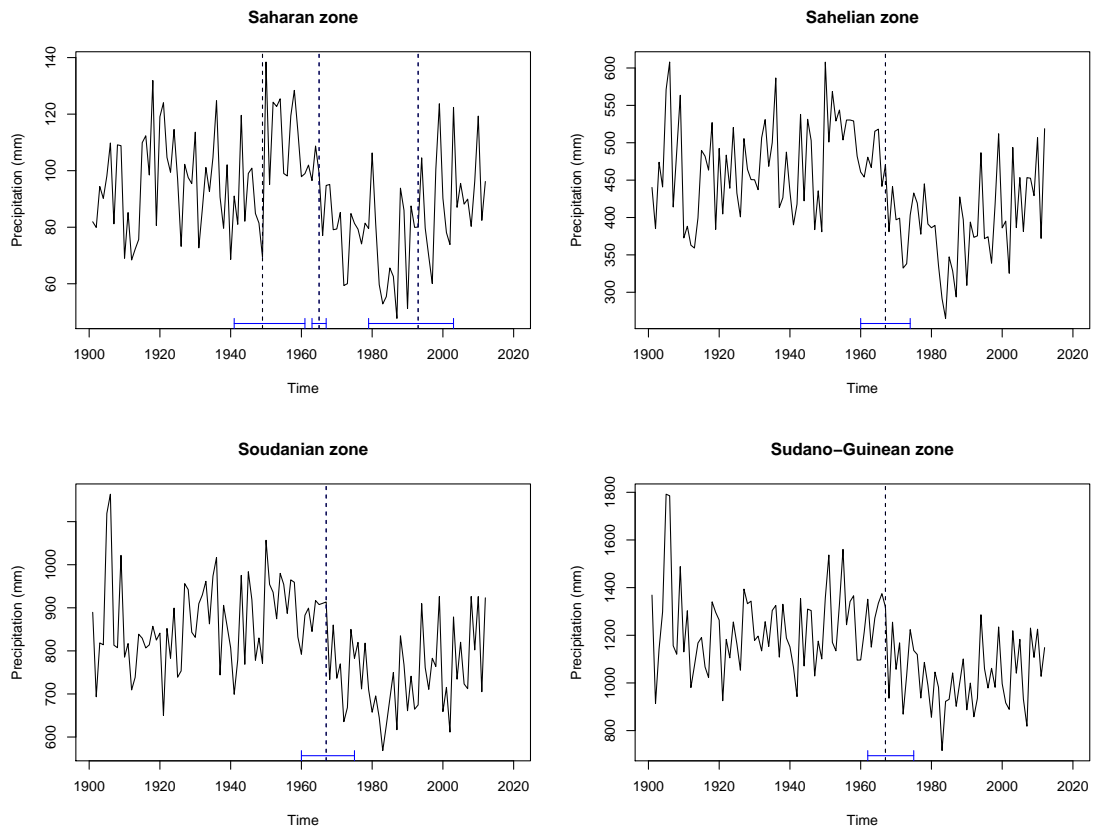 Saharan zone
Precipitation (mm)
140
120
100
80
60
1900 1920 1940 1960 1980 2000 2020
Time
Sahelian zone
Precipitation (mm)
600
550
500
450
400
350
300
1900 1920 1940 1960 1980 2000 2020
Time
Soudanian zone
Precipitation (mm)
1000
900
800
700
600
1900 1920 1940 1960 1980 2000 2020
Time
Sudano−Guinean zone
Precipitation (mm)
1800
1600
1400
1200
1000
800
1900 1920 1940 1960 1980 2000 2020
Time